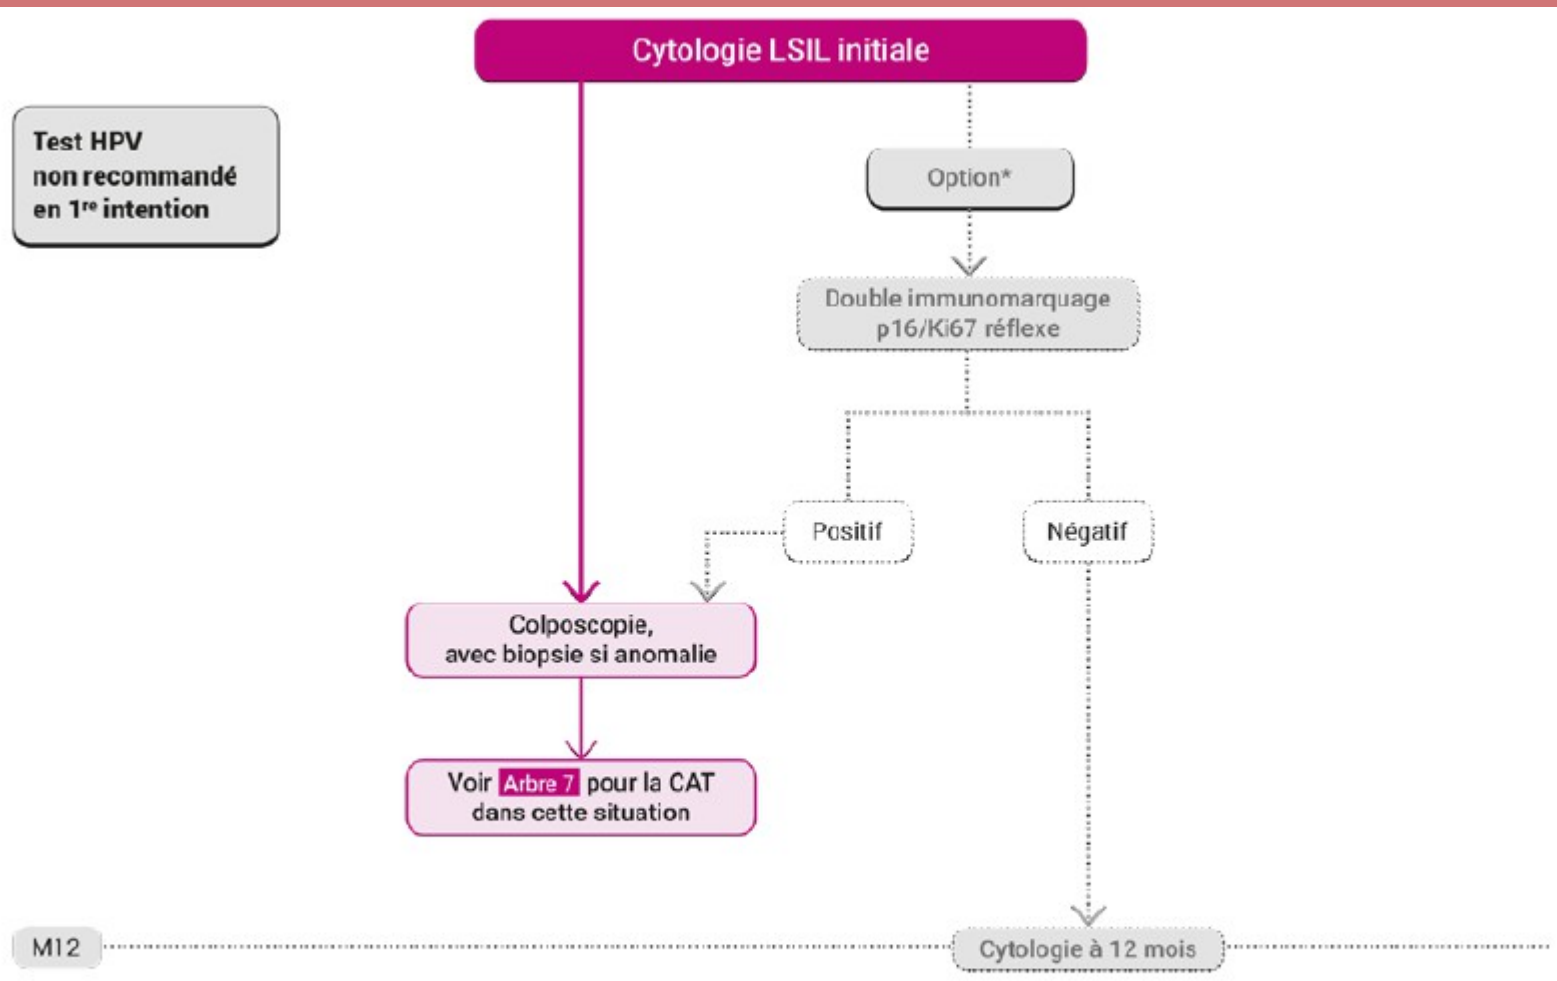 Cytologie LSIL initiale
Test HPV
non recommandé
en 1re intention
Option*
Double immunomarquage
p16/Ki67 réflexe
Positif
Négatif
Colposcopie,
avec biopsie si anomalie
Voir Arbre 7 pour la CAT
dans cette situation
M12
Cytologie à 12 mois